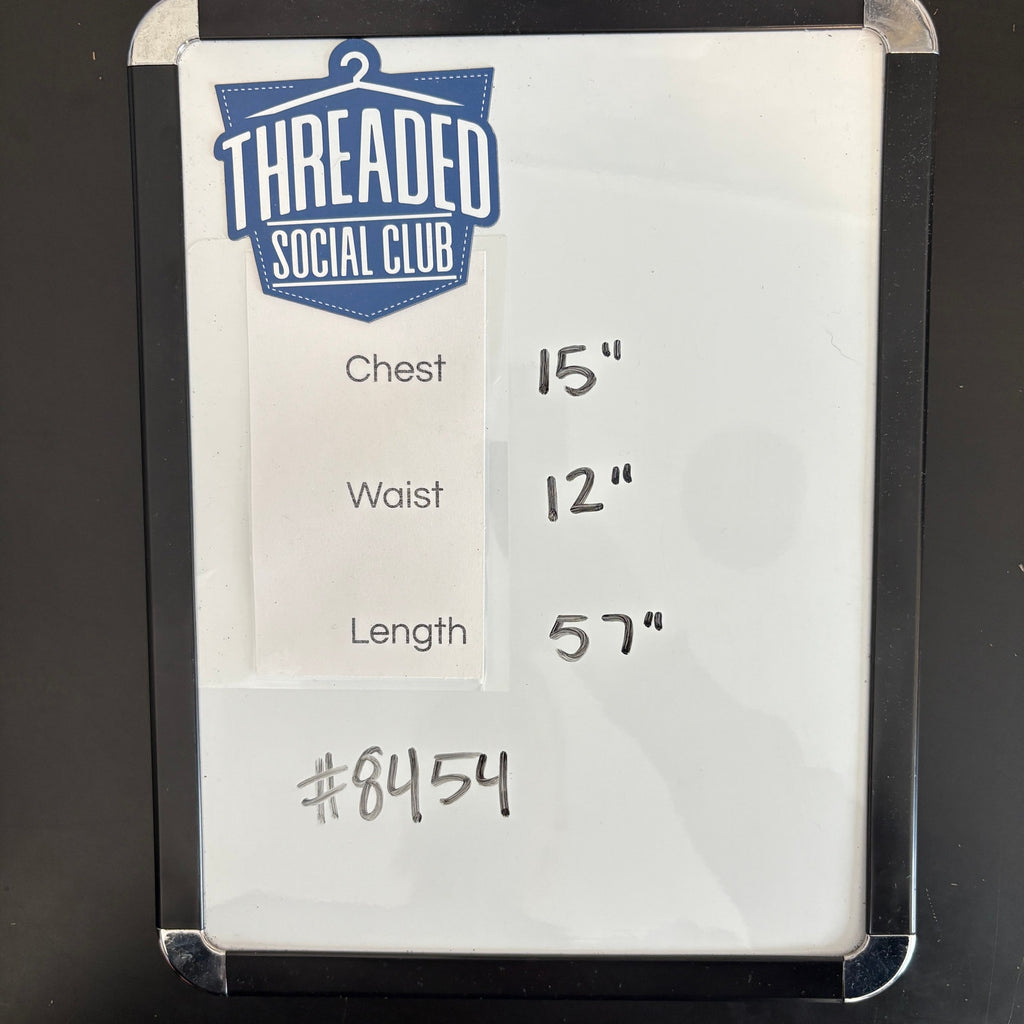 THREADED
SOCIAL CLUB
Chest 15"
Waist 12"
Length 57"
#8454